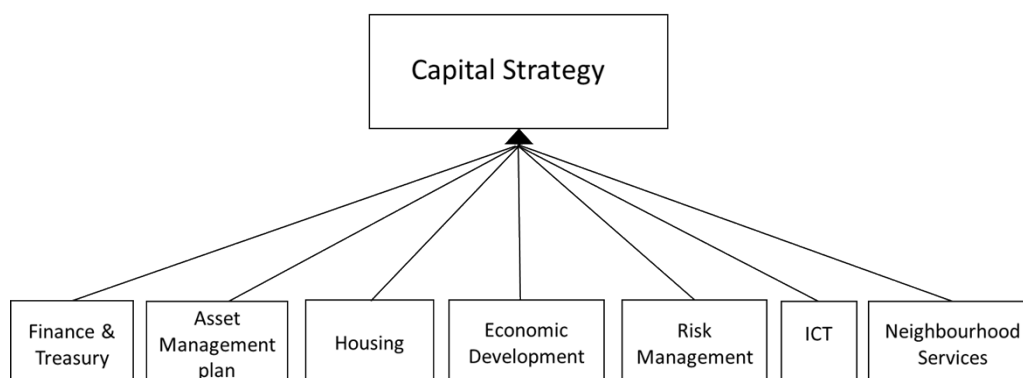 Capital Strategy
Finance &
Treasury
Asset
Management
plan
Housing
Economic
Development
Risk
Management
ICT
Neighbourhood
Services